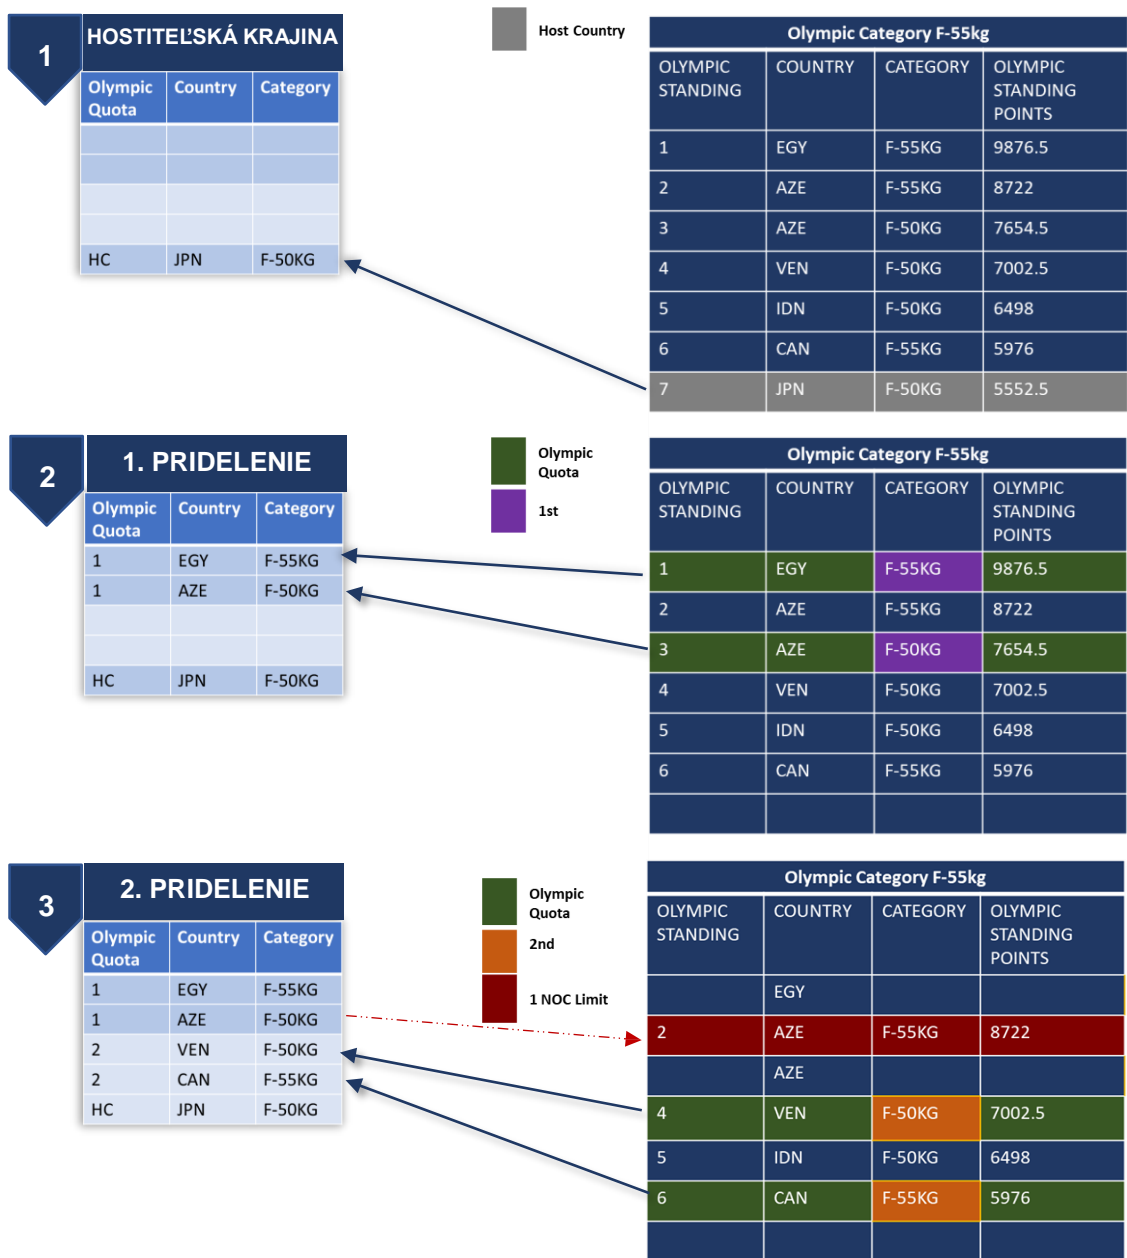 1
HOSTITEĽSKÁ KRAJINA
Olympic Quota Country Category
HC JPN F-50KG
Host Country
Olympic Category F-55kg
OLYMPIC STANDING COUNTRY CATEGORY OLYMPIC STANDING POINTS
1 EGY F-55KG 9876.5
2 AZE F-55KG 8722
3 AZE F-50KG 7654.5
4 VEN F-50KG 7002.5
5 IDN F-50KG 6498
6 CAN F-55KG 5976
7 JPN F-50KG 5552.5
2
1. PRIDELENIE
Olympic Quota Country Category
1 EGY F-55KG
1 AZE F-50KG
HC JPN F-50KG
Olympic Quota
1st
Olympic Category F-55kg
OLYMPIC STANDING COUNTRY CATEGORY OLYMPIC STANDING POINTS
1 EGY F-55KG 9876.5
2 AZE F-55KG 8722
3 AZE F-50KG 7654.5
4 VEN F-50KG 7002.5
5 IDN F-50KG 6498
6 CAN F-55KG 5976
3
2. PRIDELENIE
Olympic Quota Country Category
1 EGY F-55KG
1 AZE F-50KG
2 VEN F-50KG
2 CAN F-55KG
HC JPN F-50KG
Olympic Quota
2nd
1 NOC Limit
Olympic Category F-55kg
OLYMPIC STANDING COUNTRY CATEGORY OLYMPIC STANDING POINTS
EGY
2 AZE F-55KG 8722
AZE
4 VEN F-50KG 7002.5
5 IDN F-50KG 6498
6 CAN F-55KG 5976